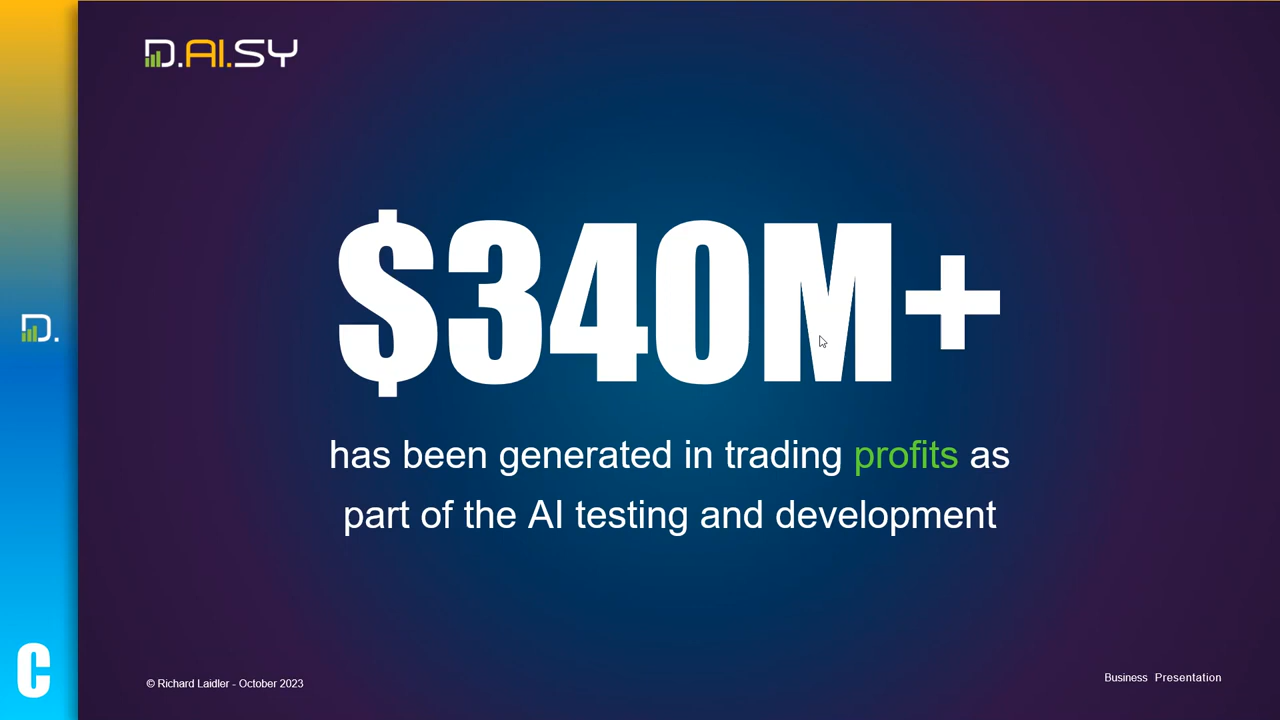 D.AI.SY
$340M+
D.
has been generated in trading profits as
part of the AI testing and development
C
© Richard Laidler - October 2023
Business Presentation